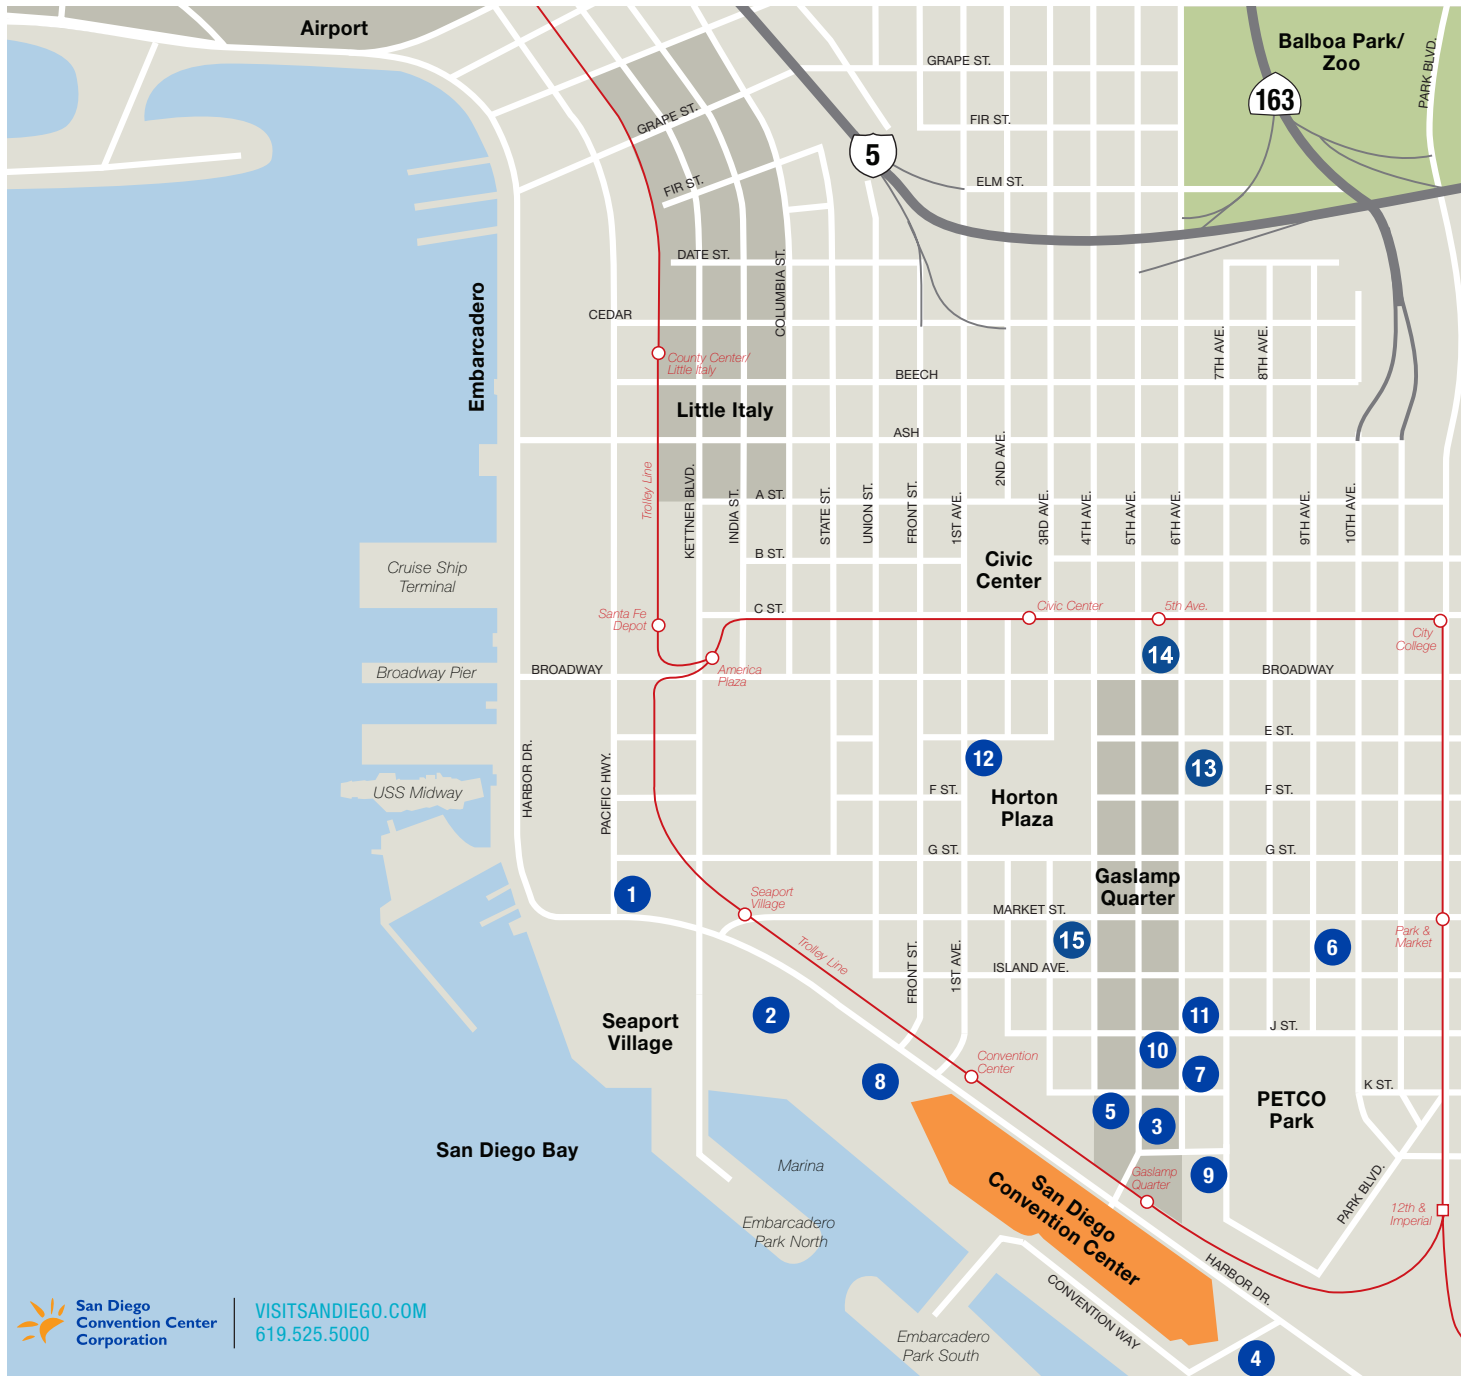 Airport
Balboa Park/
Zoo
PARK BLVD.
163
5
GRAPE ST.
FIR ST.
ELM ST.
GRAPE ST.
FIR ST.
DATE ST.
COLUMBIA ST.
CEDAR
Embarcadero
County Center/
Little Italy
BEECH
7TH AVE.
8TH AVE.
Little Italy
ASH
2ND AVE.
Trolley Line
KETTNER BLVD.
INDIA ST.
A ST.
STATE ST.
UNION ST.
FRONT ST.
1ST AVE.
3RD AVE.
4TH AVE.
5TH AVE.
6TH AVE.
9TH AVE.
10TH AVE.
B ST.
Civic
Center
Cruise Ship
Terminal
C ST.
Santa Fe
Depot
Civic Center
5th Ave.
City
College
14
Broadway Pier
BROADWAY
America
Plaza
BROADWAY
E ST.
12
13
HARBOR DR.
PACIFIC HWY.
USS Midway
F ST.
Horton
Plaza
F ST.
G ST.
G ST.
Gaslamp
Quarter
1
Seaport
Village
MARKET ST.
15
6
Park &
Market
Trolley Line
FRONT ST.
1ST AVE.
ISLAND AVE.
Seaport
Village
2
11
J ST.
10
Convention
Center
8
7
K ST.
5
3
PETCO
Park
San Diego Bay
Marina
Gaslamp
Quarter
9
San Diego
Convention Center
PARK BLVD.
12th &
Imperial
Embarcadero
Park North
HARBOR DR.
CONVENTION WAY
Embarcadero
Park South
4
San Diego
Convention Center
Corporation
VISITSANDIEGO.COM
619.525.5000